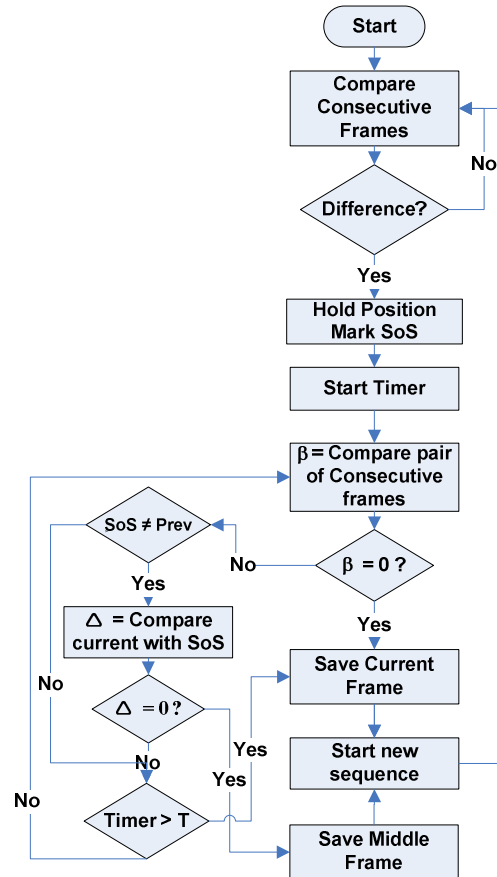 Start
Compare
Consecutive
Frames
No
Difference?
Yes
Hold Position
Mark SoS
Start Timer
β = Compare pair
of Consecutive
frames
SoS ≠ Prev
No
β = 0 ?
Yes
Yes
Δ = Compare
current with SoS
Save Current
Frame
No
Δ = 0 ?
Yes
No
Yes
Start new
sequence
No
Timer > T
Save Middle
Frame